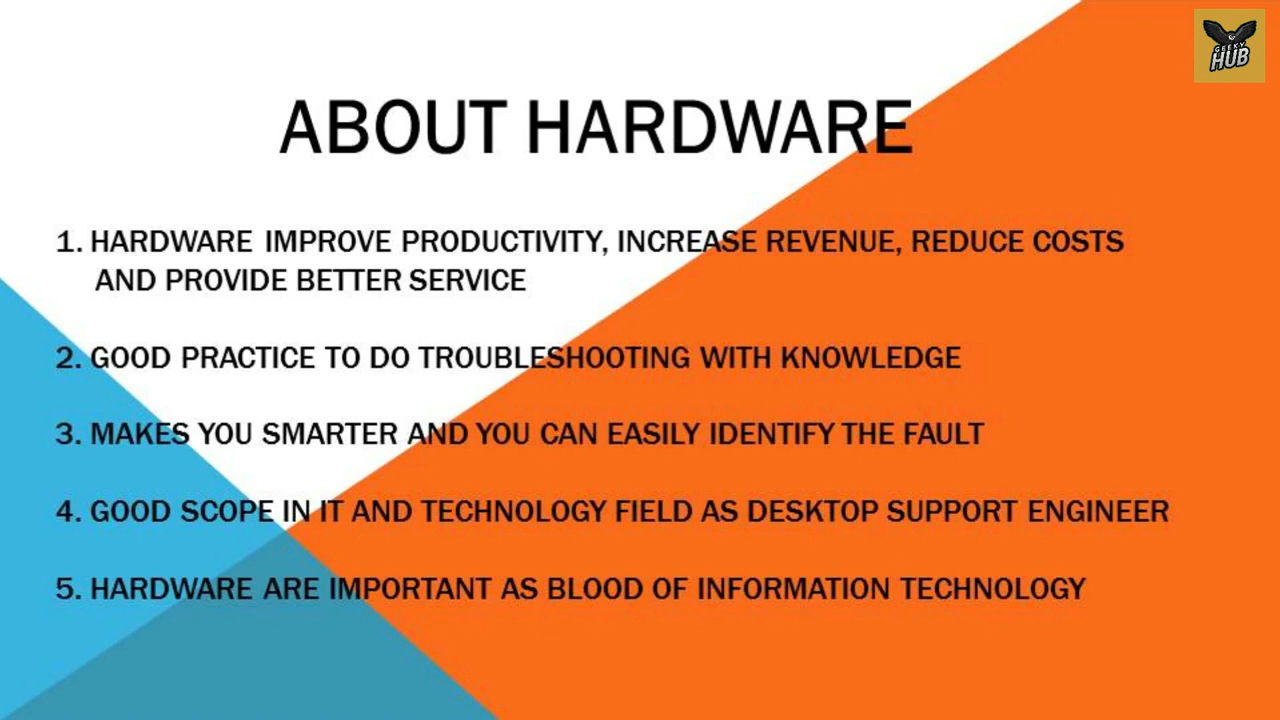 GEEKY
HUB
ABOUT HARDWARE
1. HARDWARE IMPROVE PRODUCTIVITY, INCREASE REVENUE, REDUCE COSTS
AND PROVIDE BETTER SERVICE
2. GOOD PRACTICE TO DO TROUBLESHOOTING WITH KNOWLEDGE
3. MAKES YOU SMARTER AND YOU CAN EASILY IDENTIFY THE FAULT
4. GOOD SCOPE IN IT AND TECHNOLOGY FIELD AS DESKTOP SUPPORT ENGINEER
5. HARDWARE ARE IMPORTANT AS BLOOD OF INFORMATION TECHNOLOGY